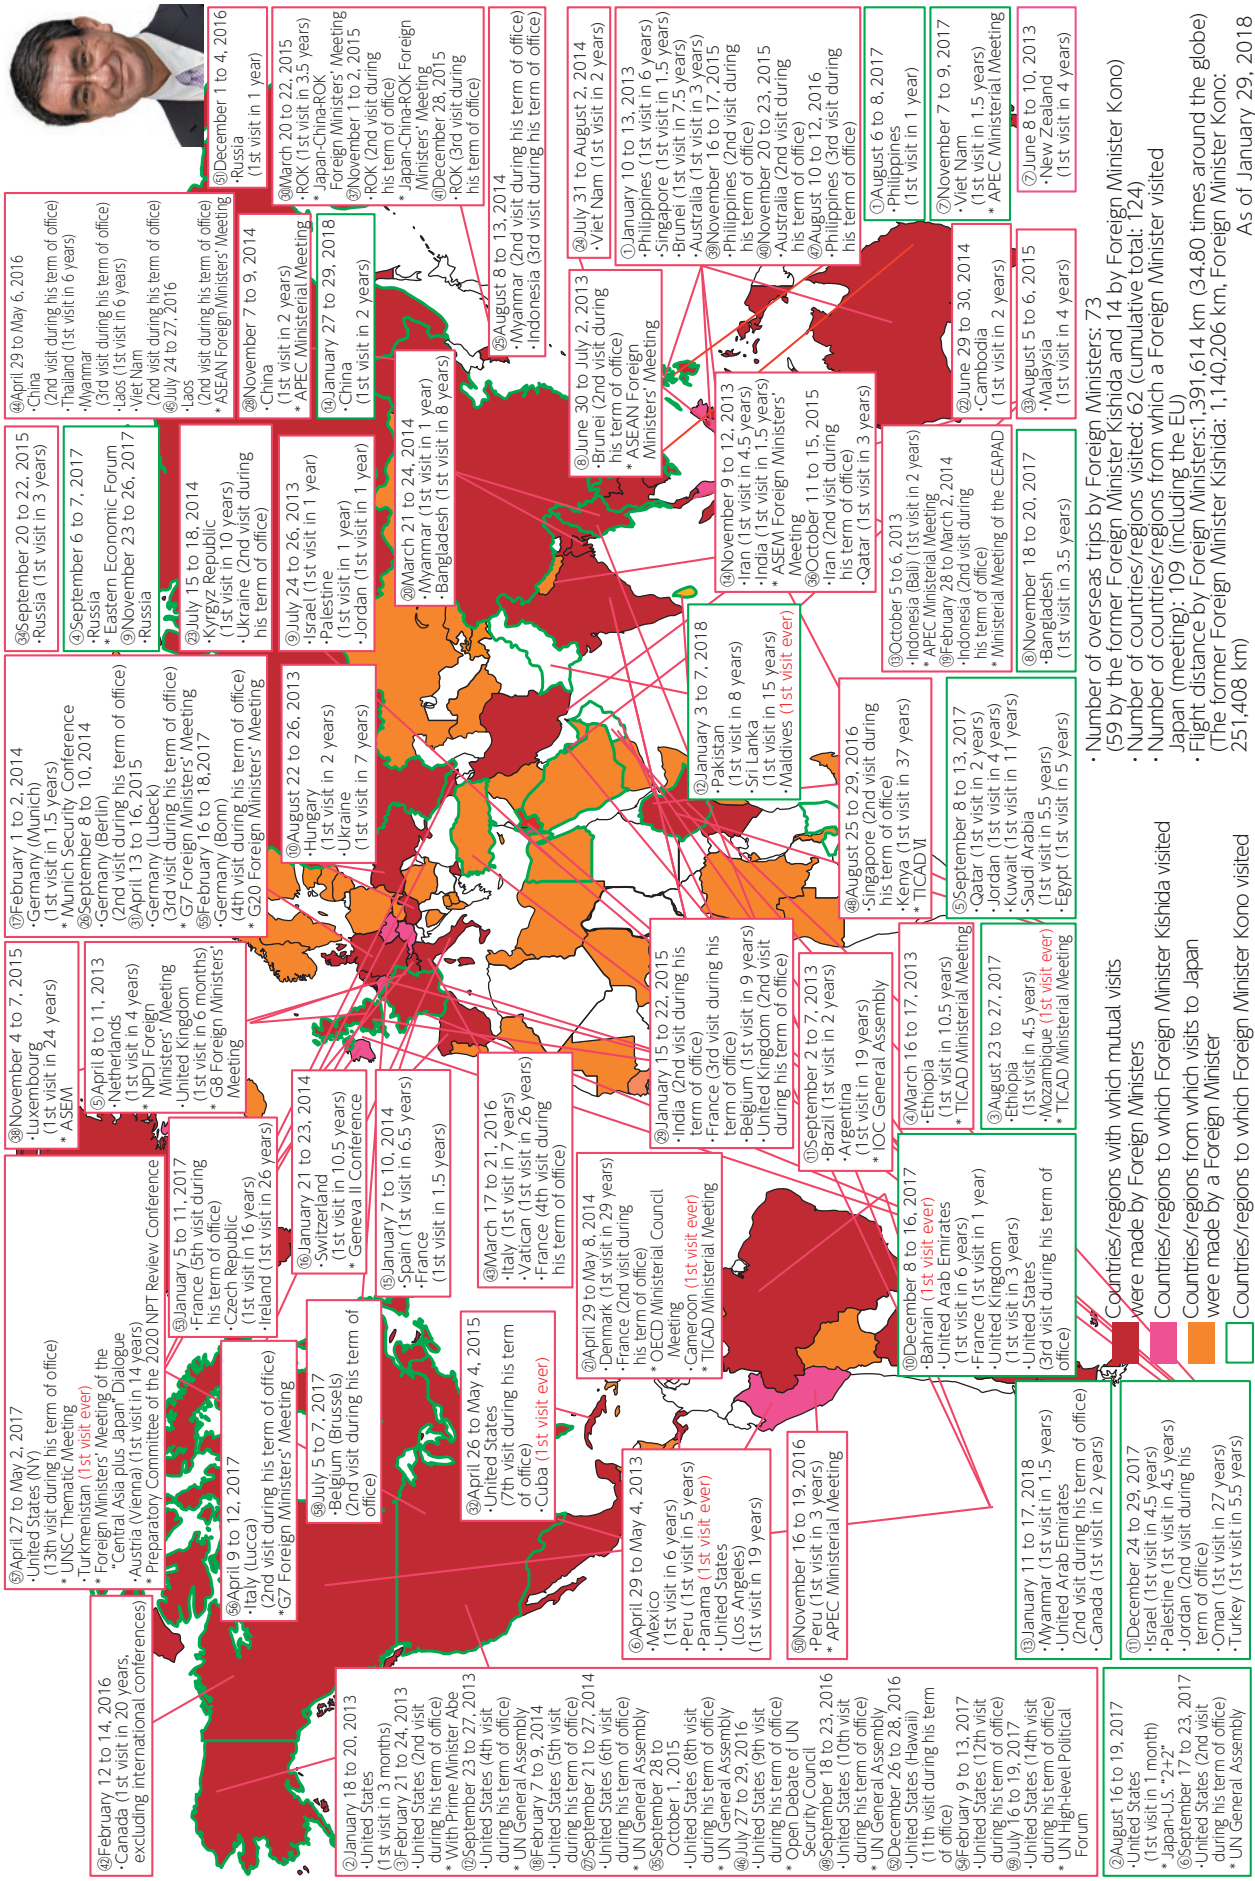 ㊷February 12 to 14, 2016
・Canada (1st visit in 20 years,
excluding international conferences)
②January 18 to 20, 2013
・United States
(1st visit in 3 months)
③February 21 to 24, 2013
・United States (2nd visit
during his term of office)
* With Prime Minister Abe
⑫September 23 to 27, 2013
・United States (4th visit
during his term of office)
* UN General Assembly
⑱February 7 to 9, 2014
・United States (5th visit
during his term of office)
㉗September 21 to 27, 2014
・United States (6th visit
during his term of office)
* UN General Assembly
㉟September 28 to
October 1, 2015
・United States (8th visit
during his term of office)
* UN General Assembly
㊻July 27 to 29, 2016
・United States (9th visit
during his term of office)
* Open Debate of UN
Security Council
㊾September 18 to 23, 2016
・United States (10th visit
during his term of office)
* UN General Assembly
52December 26 to 28, 2016
・United States (Hawaii)
(11th visit during his term
of office)
54February 9 to 13, 2017
・United States (12th visit
during his term of office)
59July 16 to 19, 2017
・United States (14th visit
during his term of office)
* UN High-level Political
Forum
②August 16 to 19, 2017
・United States
(1st visit in 1 month)
* Japan-U.S. "2+2"
⑥September 17 to 23, 2017
・United States (2nd visit
during his term of office)
* UN General Assembly
57April 27 to May 2, 2017
・United States (NY)
(13th visit during his term of office)
* UNSC Thematic Meeting
・Turkmenistan (1st visit ever)
* Foreign Ministers' Meeting of the
"Central Asia plus Japan" Dialogue
・Austria (Vienna) (1st visit in 14 years)
* Preparatory Committee of the 2020 NPT Review Conference
53January 5 to 11, 2017
・France (5th visit during
his term of office)
・Czech Republic
(1st visit in 16 years)
・Ireland (1st visit in 26 years)
56April 9 to 12, 2017
・Italy (Lucca)
(2nd visit during his term of office)
*G7 Foreign Ministers' Meeting
58July 5 to 7, 2017
・Belgium (Brussels)
(2nd visit during his term of
office)
㉜April 26 to May 4, 2015
・United States
(7th visit during his term
of office)
・Cuba (1st visit ever)
⑥April 29 to May 4, 2013
・Mexico
(1st visit in 6 years)
・Peru (1st visit in 5 years)
・Panama (1st visit ever)
・United States
(Los Angeles)
(1st visit in 19 years)
㊿November 16 to 19, 2016
・Peru (1st visit in 3 years)
* APEC Ministerial Meeting
⑬January 11 to 17, 2018
・Myanmar (1st visit in 1.5 years)
・United Arab Emirates
(2nd visit during his term of office)
・Canada (1st visit in 2 years)
⑪December 24 to 29, 2017
・Israel (1st visit in 4.5 years)
・Palestine (1st visit in 4.5 years)
・Jordan (2nd visit during his
term of office)
・Oman (1st visit in 27 years)
・Turkey (1st visit in 5.5 years)
㊳November 4 to 7, 2015
・Luxembourg
(1st visit in 24 years)
* ASEM
⑤April 8 to 11, 2013
・Netherlands
(1st visit in 4 years)
* NPDI Foreign
Ministers' Meeting
・United Kingdom
(1st visit in 6 months)
* G8 Foreign Ministers'
Meeting
⑯January 21 to 23, 2014
・Switzerland
(1st visit in 10.5 years)
* Geneva II Conference
⑮January 7 to 10, 2014
・Spain (1st visit in 6.5 years)
・France
(1st visit in 1.5 years)
㊸March 17 to 21, 2016
・Italy (1st visit in 7 years)
・Vatican (1st visit in 26 years)
・France (4th visit during
his term of office)
㉑April 29 to May 8, 2014
・Denmark (1st visit in 29 years)
・France (2nd visit during
his term of office)
* OECD Ministerial Council
Meeting
・Cameroon (1st visit ever)
* TICAD Ministerial Meeting
㉙January 15 to 22, 2015
・India (2nd visit during his
term of office)
・France (3rd visit during his
term of office)
・Belgium (1st visit in 9 years)
・United Kingdom (2nd visit
during his term of office)
⑪September 2 to 7, 2013
・Brazil (1st visit in 2 years)
・Argentina
(1st visit in 19 years)
* IOC General Assembly
④March 16 to 17, 2013
・Ethiopia
(1st visit in 10.5 years)
* TICAD Ministerial Meeting
③August 23 to 27, 2017
・Ethiopia
(1st visit in 4.5 years)
・Mozambique (1st visit ever)
* TICAD Ministerial Meeting
⑩December 8 to 16, 2017
・Bahrain (1st visit ever)
・United Arab Emirates
(1st visit in 6 years)
・France (1st visit in 1 year)
・United Kingdom
(1st visit in 3 years)
・United States
(3rd visit during his term of
office)
⑰February 1 to 2, 2014
・Germany (Munich)
(1st visit in 1.5 years)
* Munich Security Conference
㉖September 8 to 10, 2014
・Germany (Berlin)
(2nd visit during his term of office)
㉛April 13 to 16, 2015
・Germany (Lubeck)
(3rd visit during his term of office)
* G7 Foreign Ministers' Meeting
55February 16 to 18,2017
・Germany (Bonn)
(4th visit during his term of office)
* G20 Foreign Ministers' Meeting
⑩August 22 to 26, 2013
・Hungary
(1st visit in 2 years)
・Ukraine
(1st visit in 7 years)
㉞September 20 to 22, 2015
・Russia (1st visit in 3 years)
④September 6 to 7, 2017
・Russia
* Eastern Economic Forum
⑨November 23 to 26, 2017
・Russia
㉓July 15 to 18, 2014
・Kyrgyz Republic
(1st visit in 10 years)
・Ukraine (2nd visit during
his term of office)
⑨July 24 to 26, 2013
・Israel (1st visit in 1 year)
・Palestine
(1st visit in 1 year)
・Jordan (1st visit in 1 year)
⑳March 21 to 24, 2014
・Myanmar (1st visit in 1 year)
・Bangladesh (1st visit in 8 years)
⑫January 3 to 7, 2018
・Pakistan
(1st visit in 8 years)
・Sri Lanka
(1st visit in 15 years)
・Maldives (1st visit ever)
㊽August 25 to 29, 2016
・Singapore (2nd visit during
his term of office)
・Kenya (1st visit in 37 years)
* TICAD Ⅵ
⑤September 8 to 13, 2017
・Qatar (1st visit in 2 years)
・Jordan (1st visit in 4 years)
・Kuwait (1st visit in 11 years)
・Saudi Arabia
(1st visit in 5.5 years)
・Egypt (1st visit in 5 years)
㊹April 29 to May 6, 2016
・China
(2nd visit during his term of office)
・Thailand (1st visit in 6 years)
・Myanmar
(3rd visit during his term of office)
・Laos (1st visit in 6 years)
・Viet Nam
(2nd visit during his term of office)
㊺July 24 to 27, 2016
・Laos
(2nd visit during his term of office)
* ASEAN Foreign Ministers' Meeting
㉘November 7 to 9, 2014
・China
(1st visit in 2 years)
* APEC Ministerial Meeting
⑭January 27 to 29, 2018
・China
(1st visit in 2 years)
51December 1 to 4, 2016
・Russia
(1st visit in 1 year)
㉚March 20 to 22, 2015
・ROK (1st visit in 3.5 years)
* Japan-China-ROK
Foreign Ministers' Meeting
㊲November 1 to 2, 2015
・ROK (2nd visit during
his term of office)
* Japan-China-ROK Foreign
Ministers' Meeting
㊶December 28, 2015
・ROK (3rd visit during
his term of office)
㉕August 8 to 13, 2014
・Myanmar (2nd visit during his term of office)
・Indonesia (3rd visit during his term of office)
㉔July 31 to August 2, 2014
・Viet Nam (1st visit in 2 years)
⑧June 30 to July 2, 2013
・Brunei (2nd visit during
his term of office)
* ASEAN Foreign
Ministers' Meeting
①January 10 to 13, 2013
・Philippines (1st visit in 6 years)
・Singapore (1st visit in 1.5 years)
・Brunei (1st visit in 7.5 years)
・Australia (1st visit in 3 years)
㊴November 16 to 17, 2015
・Philippines (2nd visit during
his term of office)
㊵November 20 to 23, 2015
・Australia (2nd visit during
his term of office)
㊼August 10 to 12, 2016
・Philippines (3rd visit during
his term of office)
⑭November 9 to 12, 2013
・Iran (1st visit in 4.5 years)
・India (1st visit in 1.5 years)
* ASEM Foreign Ministers'
Meeting
㊱October 11 to 15, 2015
・Iran (2nd visit during
his term of office)
・Qatar (1st visit in 3 years)
①August 6 to 8, 2017
・Philippines
(1st visit in 1 year)
⑦November 7 to 9, 2017
・Viet Nam
(1st visit in 1.5 years)
* APEC Ministerial Meeting
⑦June 8 to 10, 2013
・New Zealand
(1st visit in 4 years)
㉒June 29 to 30, 2014
・Cambodia
(1st visit in 2 years)
㉝August 5 to 6, 2015
・Malaysia
(1st visit in 4 years)
⑬October 5 to 6, 2013
・Indonesia (Bali) (1st visit in 2 years)
* APEC Ministerial Meeting
⑲February 28 to March 2, 2014
・Indonesia (2nd visit during
his term of office)
* Ministerial Meeting of the CEAPAD
⑧November 18 to 20, 2017
・Bangladesh
(1st visit in 3.5 years)
Countries/regions with which mutual visits
were made by Foreign Ministers
Countries/regions to which Foreign Minister Kishida visited
Countries/regions from which visits to Japan
were made by a Foreign Minister
Countries/regions to which Foreign Minister Kono visited
・Number of overseas trips by Foreign Ministers: 73
(59 by the former Foreign Minister Kishida and 14 by Foreign Minister Kono)
・Number of countries/regions visited: 62 (cumulative total: 124)
・Number of countries/regions from which a Foreign Minister visited
Japan (meeting): 109 (including the EU)
・Flight distance by Foreign Ministers:1,391,614 km (34.80 times around the globe)
(The former Foreign Minister Kishida: 1,140,206 km, Foreign Minister Kono:
251,408 km)
As of January 29, 2018